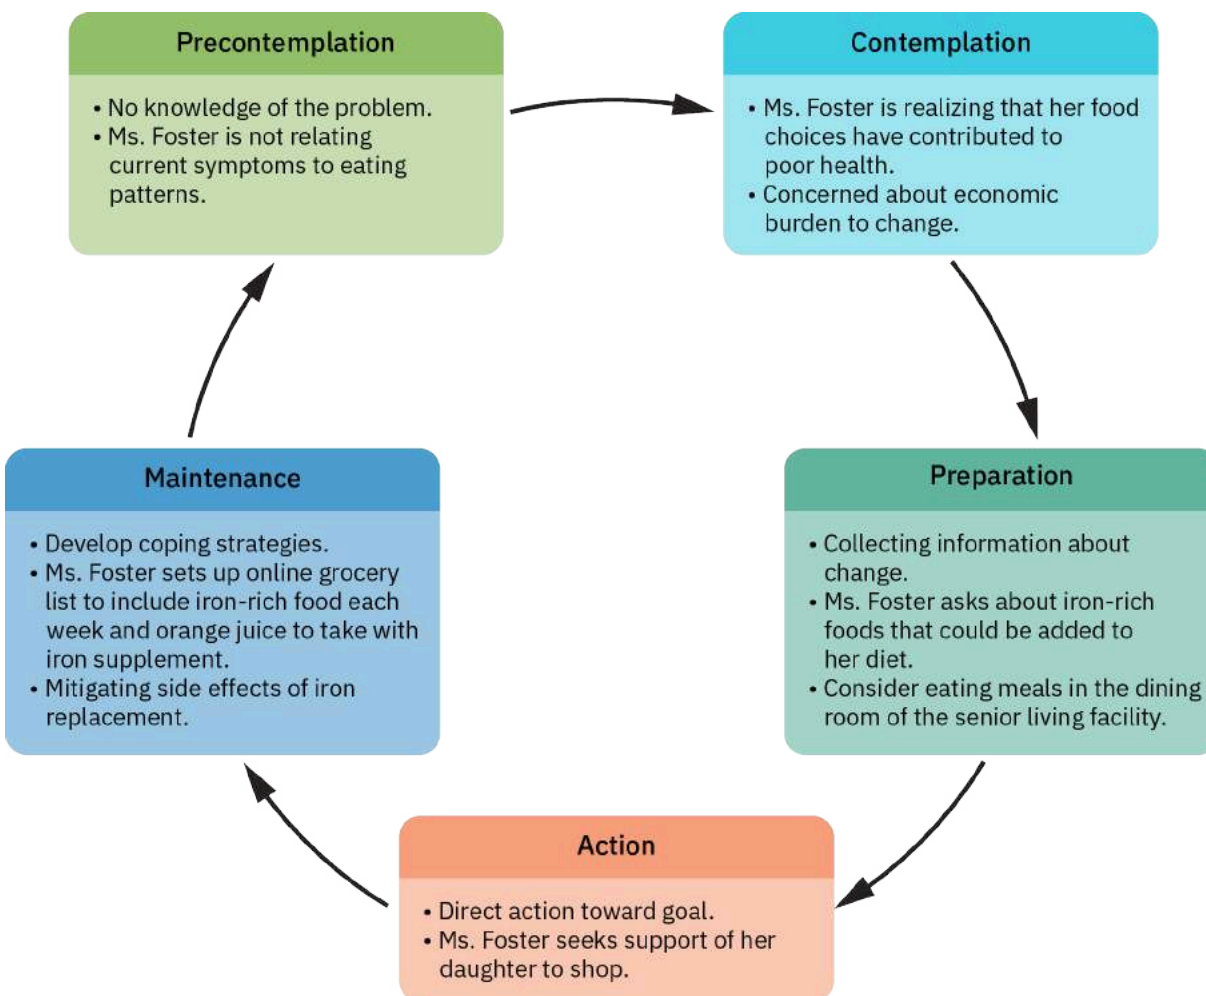 Precontemplation
• No knowledge of the problem.
• Ms. Foster is not relating
current symptoms to eating
patterns.
Contemplation
• Ms. Foster is realizing that her food
choices have contributed to
poor health.
• Concerned about economic
burden to change.
Preparation
• Collecting information about
change.
• Ms. Foster asks about iron-rich
foods that could be added to
her diet.
• Consider eating meals in the dining
room of the senior living facility.
Action
• Direct action toward goal.
• Ms. Foster seeks support of her
daughter to shop.
Maintenance
• Develop coping strategies.
• Ms. Foster sets up online grocery
list to include iron-rich food each
week and orange juice to take with
iron supplement.
• Mitigating side effects of iron
replacement.